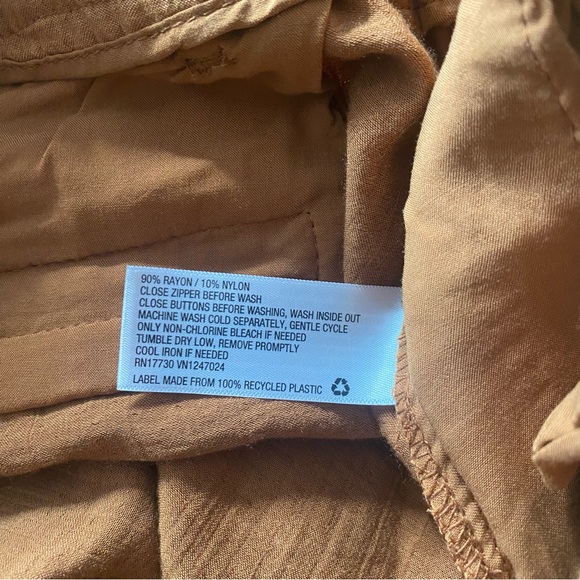 90% RAYON / 10% NYLON
CLOSE ZIPPER BEFORE WASH
CLOSE BUTTONS BEFORE WASHING, WASH INSIDE OUT
MACHINE WASH COLD SEPARATELY, GENTLE CYCLE
ONLY NON-CHLORINE BLEACH IF NEEDED
TUMBLE DRY LOW, REMOVE PROMPTLY
COOL IRON IF NEEDED
RN17730 VN1247024
LABEL MADE FROM 100% RECYCLED PLASTIC